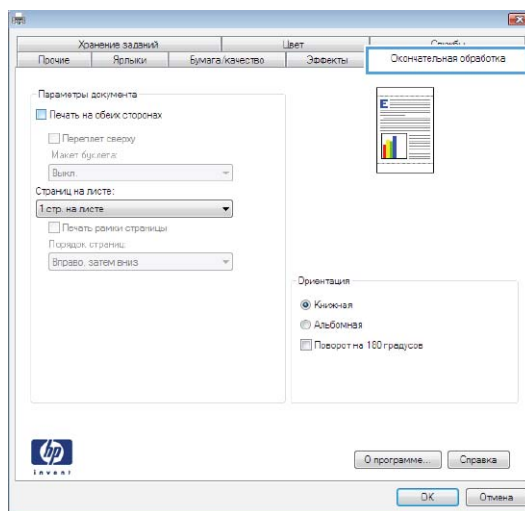 Хранение заданий
Цвет
Службы
Прочие
Ярлыки
Бумага/качество
Эффекты
Окончательная обработка
Параметры документа
Печать на обеих сторонах
Переплет сверху
Макет буклета:
Выкл.
Страниц на листе:
1 стр. на листе
Печать рамки страницы
Порядок страниц:
Вправо, затем вниз
E
Ориентация
Книжная
Альбомная
Поворот на 180 градусов
hp
invent
О программе...
Справка
OK
Отмена